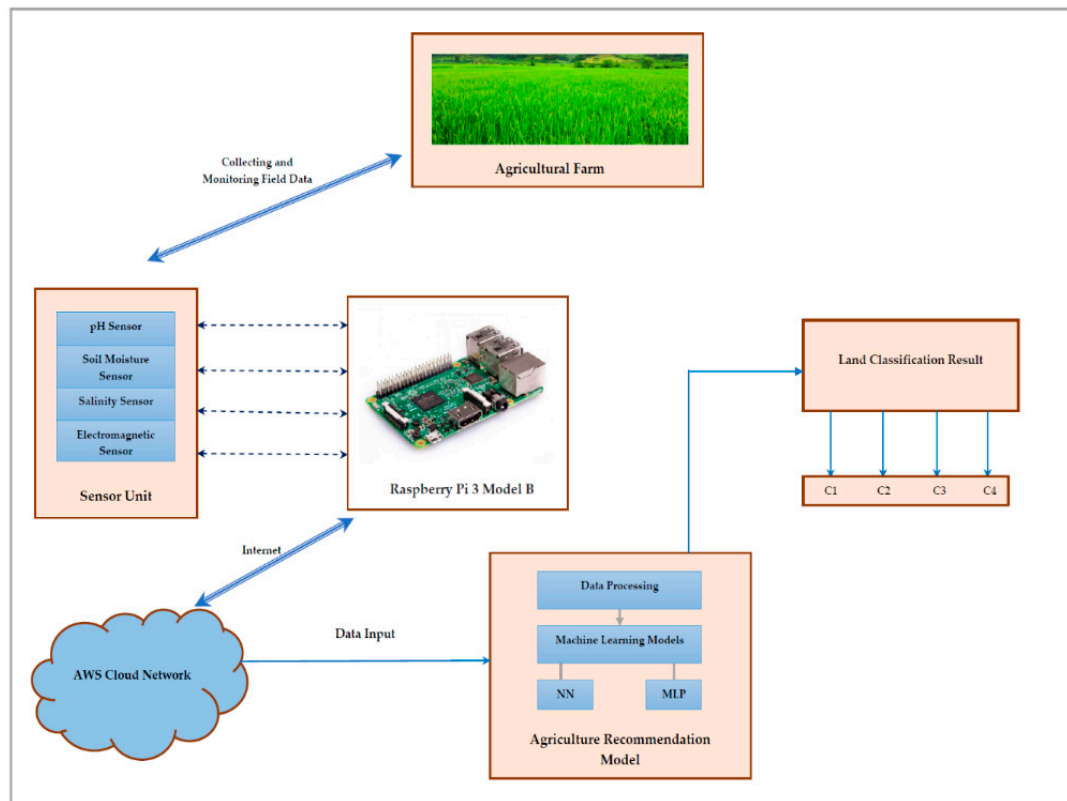 Agricultural Farm
Collecting and
Monitoring Field Data
pH Sensor
Soil Moisture
Sensor
Salinity Sensor
Electromagnetic
Sensor
Sensor Unit
Raspberry Pi 3 Model B
Land Classification Result
C1
C2
C3
C4
Internet
AWS Cloud Network
Data Input
Data Processing
Machine Learning Models
NN
MLP
Agriculture Recommendation
Model